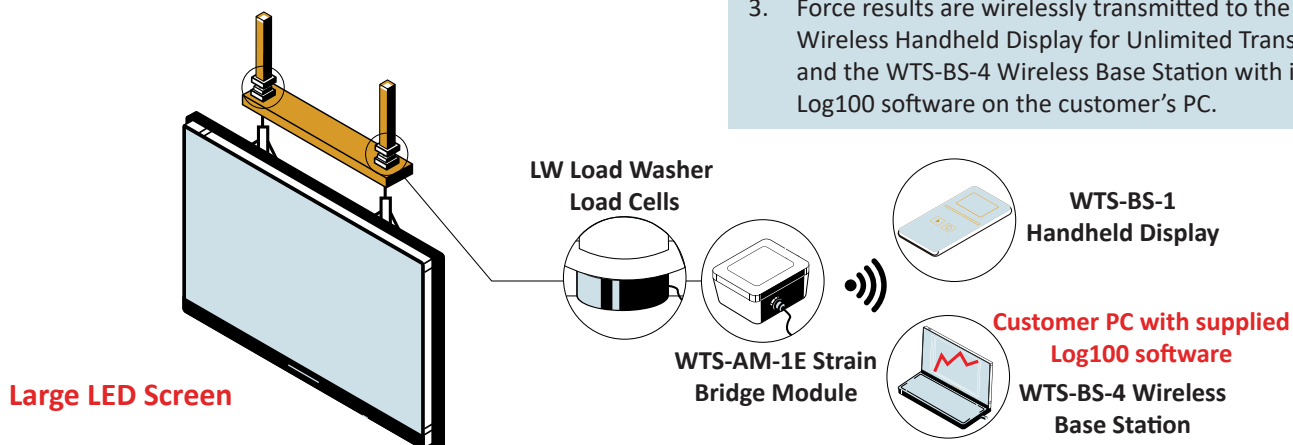 3. Force results are wirelessly transmitted to the
Wireless Handheld Display for Unlimited
and the WTS-BS-4 Wireless Base Station with
Log100 software on the customer’s PC.
LW Load Washer
Load Cells
WTS-BS-1
Handheld Display
Customer PC with supplied
Log100 software
WTS-AM-1E Strain
Bridge Module
WTS-BS-4 Wireless
Base Station
Large LED Screen